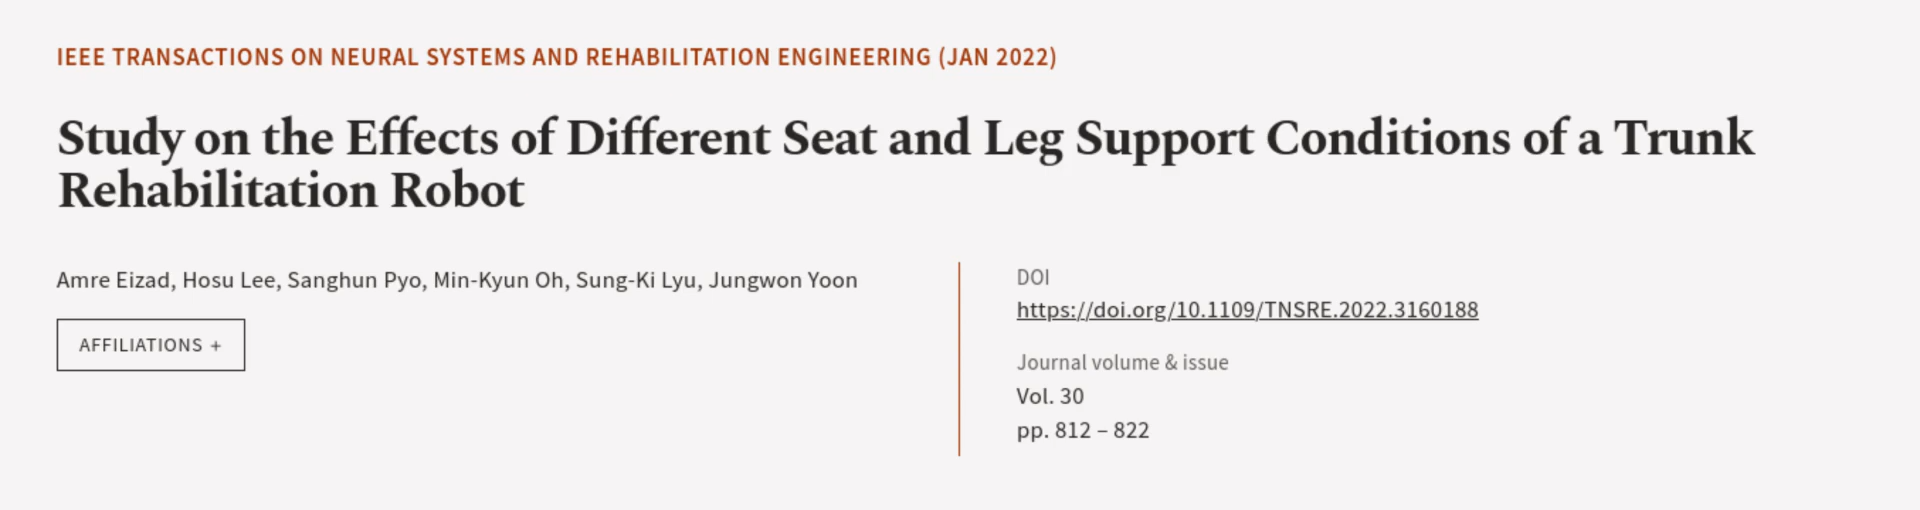 IEEE TRANSACTIONS ON NEURAL SYSTEMS AND REHABILITATION ENGINEERING (JAN 2022)
Study on the Effects of Different Seat and Leg Support Conditions of a Trunk
Rehabilitation Robot
Amre Eizad, Hosu Lee, Sanghun Pyo, Min-Kyun Oh, Sung-Ki Lyu, Jungwon Yoon
AFFILIATIONS +
DOI
https://doi.org/10.1109/TNSRE.2022.3160188
Journal volume & issue
Vol. 30
pp. 812 – 822